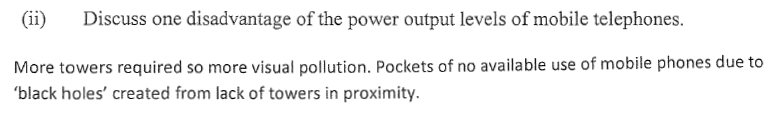 (ii) Discuss one disadvantage of the power output levels of mobile telephones.
More towers required so more visual pollution. Pockets of no available use of mobile phones due to
‘black holes’ created from lack of towers in proximity.